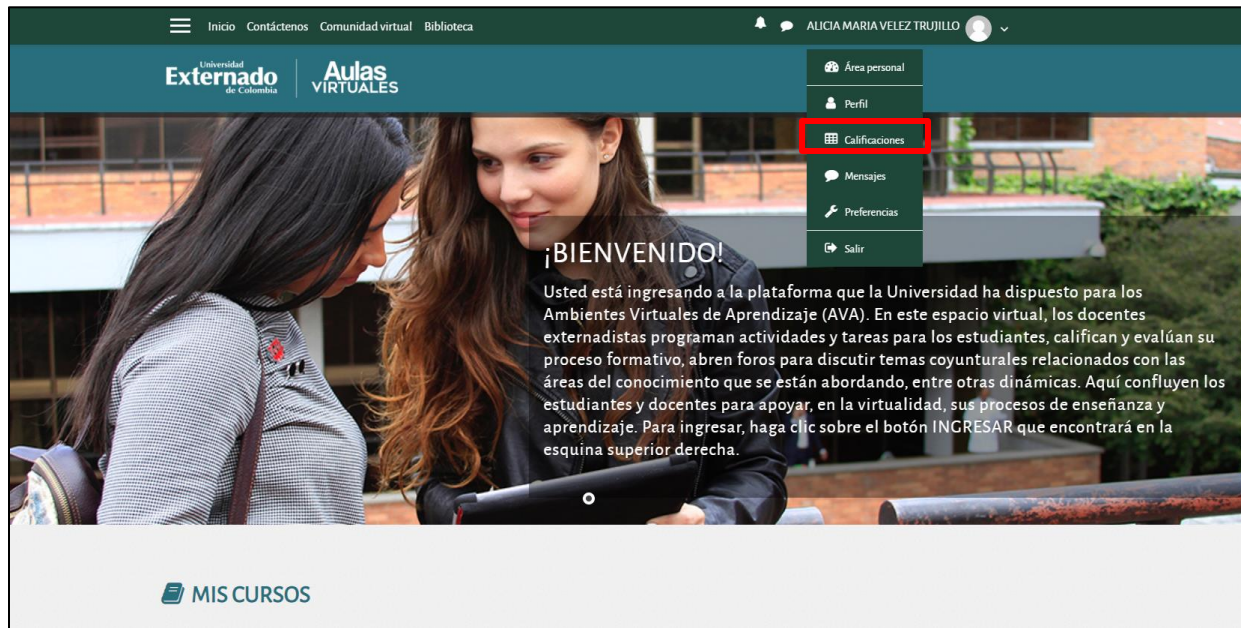 Inicio Contáctenos Comunidad virtual Biblioteca
ALICIA MARIA VELEZ TRUJILLO
Universidad
Externado
de Colombia
Aulas
VIRTUALES
Área personal
Perfil
Calificaciones
Mensajes
Preferencias
Salir
¡BIENVENIDO!
Usted está ingresando a la plataforma que la Universidad ha dispuesto para los
Ambientes Virtuales de Aprendizaje (AVA). En este espacio virtual, los docentes
externadistas programan actividades y tareas para los estudiantes, califican y evalúan su
proceso formativo, abren foros para discutir temas coyunturales relacionados con las
áreas del conocimiento que se están abordando, entre otras dinámicas. Aquí confluyen los
estudiantes y docentes para apoyar, en la virtualidad, sus procesos de enseñanza y
aprendizaje. Para ingresar, haga clic sobre el botón INGRESAR que encontrará en la
esquina superior derecha.
MIS CURSOS